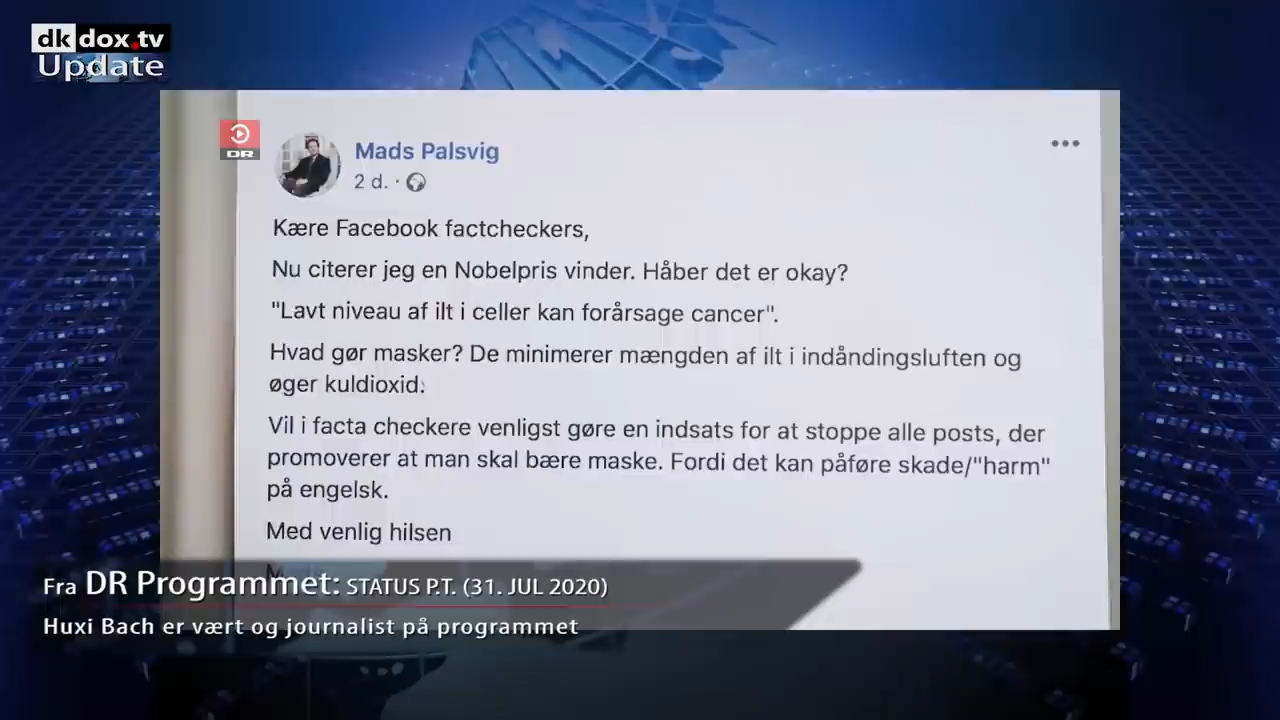 dkdox.tv
Update
DR
Mads Palsvig
2 d. ·
Kære Facebook factcheckers,
Nu citerer jeg en Nobelpris vinder. Håber det er okay?
"Lavt niveau af ilt i celler kan forårsage cancer".
Hvad gør masker? De minimerer mængden af ilt i indåndingsluften og
øger kuldioxid.
Vil i facta checkere venligst gøre en indsats for at stoppe alle posts, der
promoverer at man skal bære maske. Fordi det kan påføre skade/"harm"
på engelsk.
Med venlig hilsen
Fra DR Programmet: STATUS P.T. (31. JUL 2020)
Huxi Bach er vært og journalist på programmet